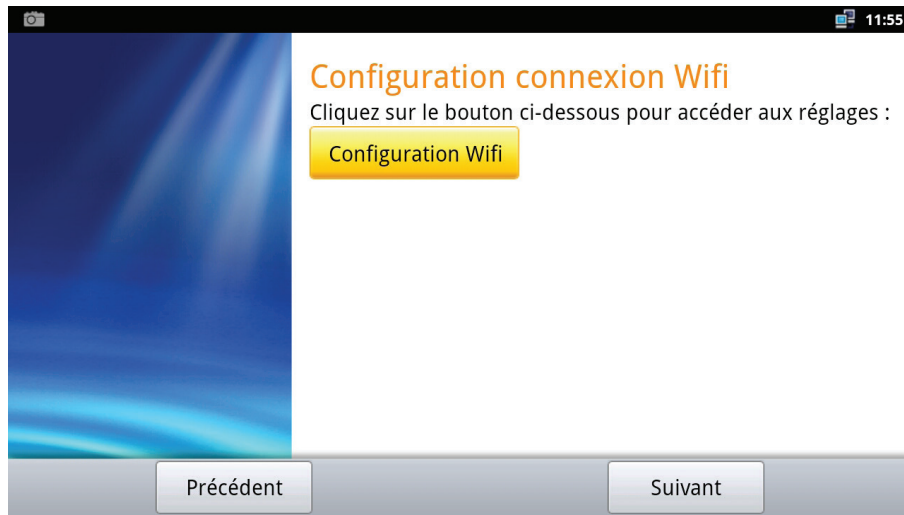 11:55
Configuration connexion Wifi
Cliquez sur le bouton ci-dessous pour accéder aux réglages :
Configuration Wifi
Précédent
Suivant